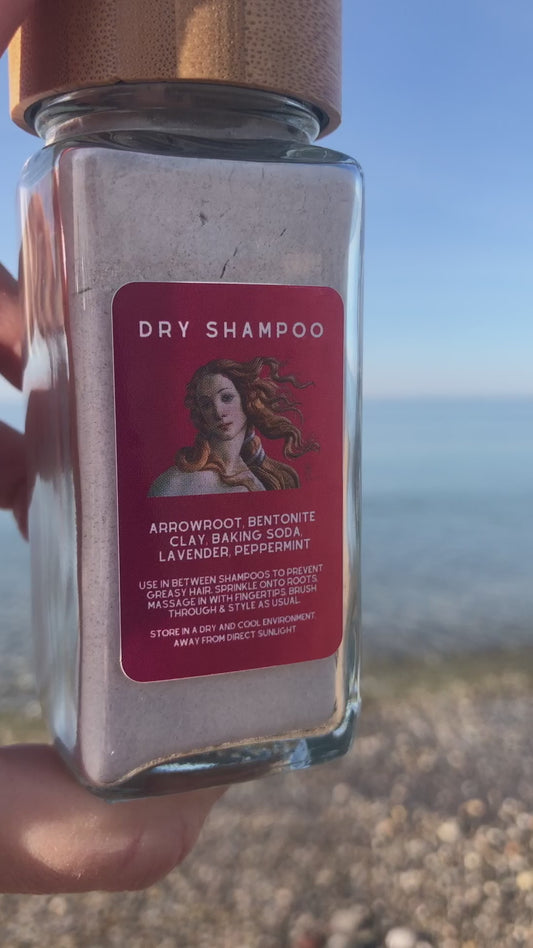 DRY SHAMPOO
ARROWROOT, BENTONITE
CLAY, BAKING SODA,
LAVENDER, PEPPERMINT
USE IN BETWEEN SHAMPOOS TO PREVENT
GREASY HAIR. SPRINKLE ONTO ROOTS,
MASSAGE IN WITH FINGERTIPS, BRUSH
THROUGH & STYLE AS USUAL.
STORE IN A DRY AND COOL ENVIRONMENT
AWAY FROM DIRECT SUNLIGHT